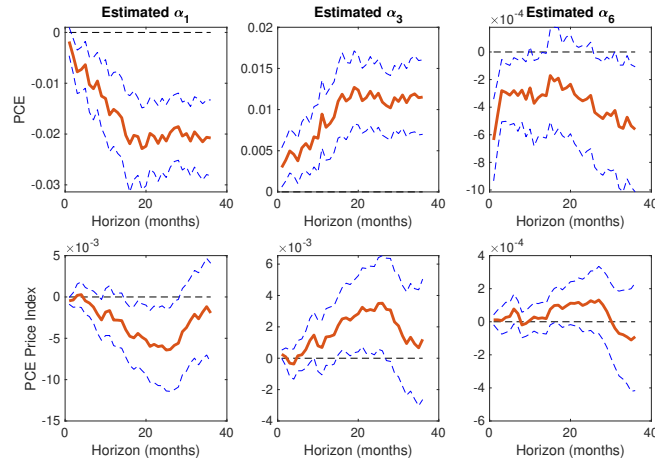 Estimated α1
Estimated α3
Estimated α6
PCE
0
-0.01
-0.02
-0.03
0 20 40
Horizon (months)
0.02
0.015
0.01
0.005
0
0 20 40
Horizon (months)
×10-4
0
-2
-4
-6
-8
-10
0 20 40
Horizon (months)
PCE Price Index
×10-3
5
0
-5
-10
-15
0 20 40
Horizon (months)
×10-3
6
4
2
0
-2
-4
0 20 40
Horizon (months)
×10-4
4
2
0
-2
-4
-6
0 20 40
Horizon (months)